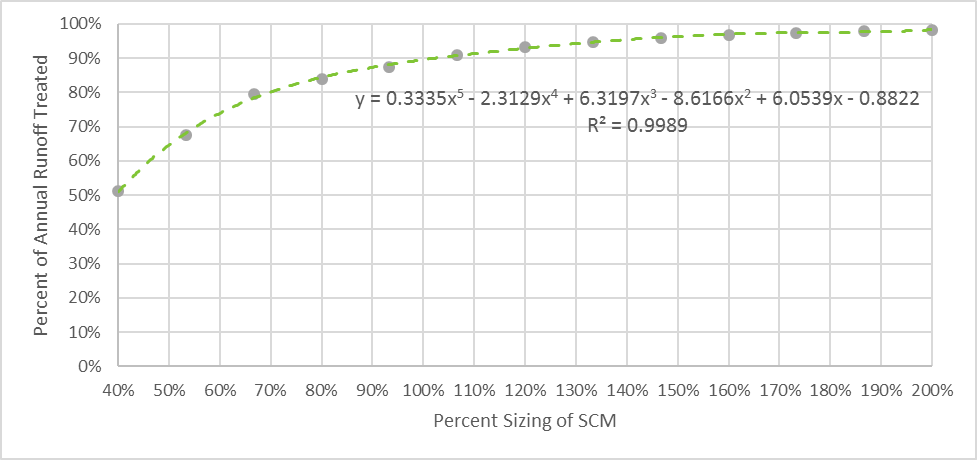 100%
90%
80%
70%
60%
50%
40%
30%
20%
10%
0%
Percent of Annual Runoff Treated
y = 0.3335x⁵ - 2.3129x⁴ + 6.3197x³ - 8.6166x² + 6.0539x - 0.8822
R² = 0.9989
40% 50% 60% 70% 80% 90% 100% 110% 120% 130% 140% 150% 160% 170% 180% 190% 200%
Percent Sizing of SCM